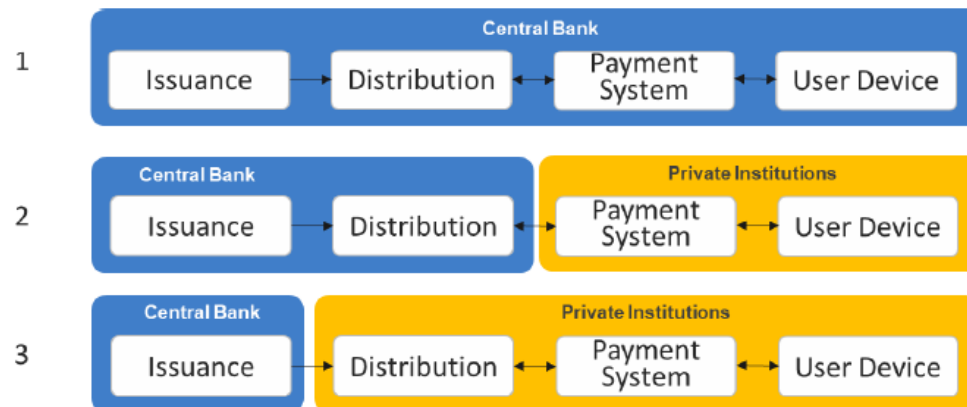 Central Bank
1
Issuance
Distribution
Payment
System
User Device
Central Bank
Private Institutions
2
Issuance
Distribution
Payment
System
User Device
Central Bank
Private Institutions
3
Issuance
Distribution
Payment
System
User Device